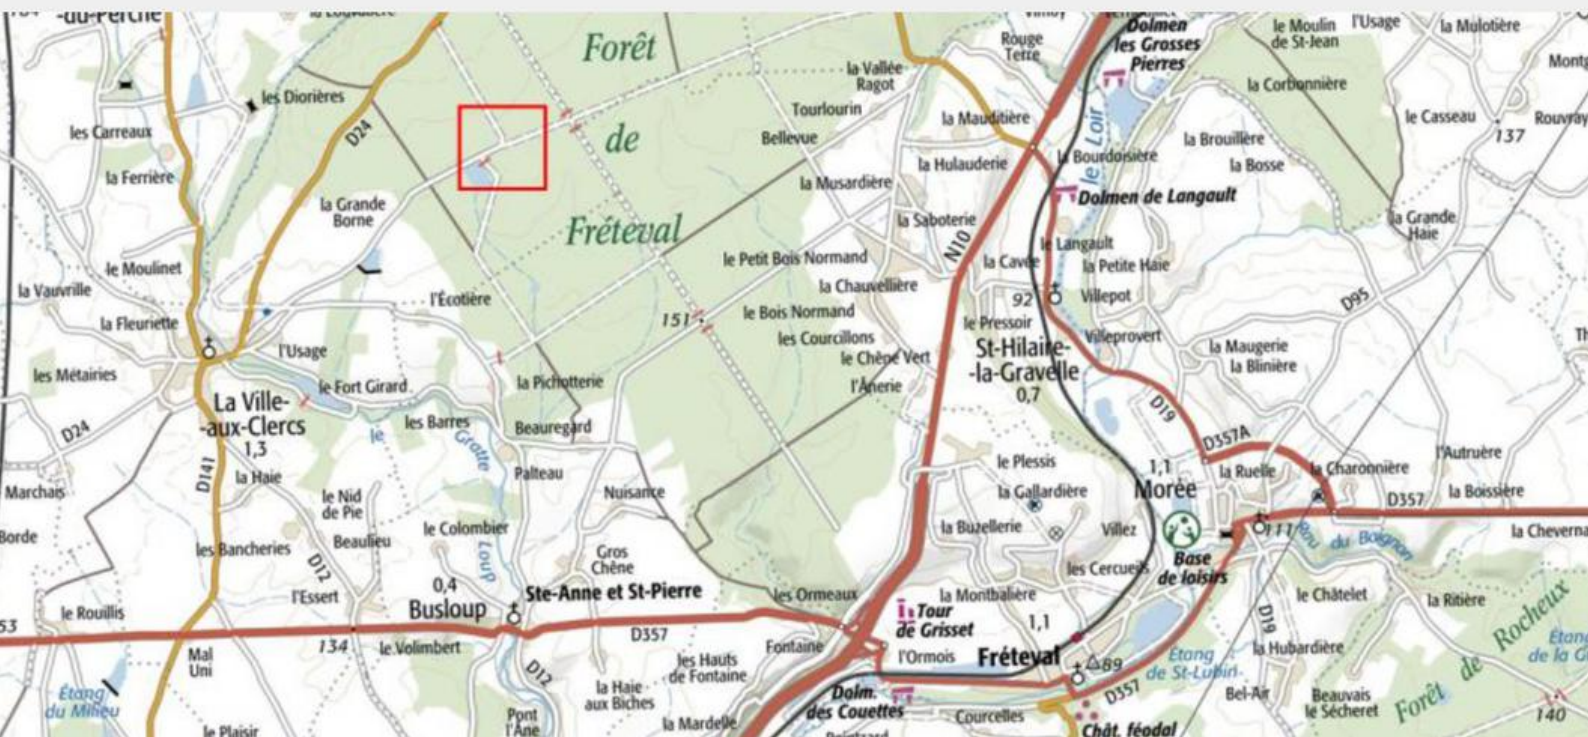 -du-Perche
Forêt
de
Fréteval
les Diorières
les Carreaux
D24
la Ferrière
la Grande
Borne
le Moulinet
la Vauvrille
la Fleuriette
l'Écotière
l'Usage
les Métairies
le Fort Girard
La Ville-
-aux-Clercs
1,3
D24
D141
la Haie
Marchais
Borde
le Nid
de Pie
les Bancheries
Beaulieu
D12
l'Essert
le Rouillis
53
134
le Volimbert
Mal
Uni
Étang
du Milieu
le Plaisir
les Barres
le
Gratte
Loup
la Pichotterie
Beauregard
Palteau
Nuisance
le Colombier
Gros
Chêne
0,4
Busloup
Ste-Anne et St-Pierre
D357
D12
les Hauts
de Fontaine
la Haie
aux Biches
Pont
l'Âne
la Mardelle
Fontaine
les Ormeaux
151
la Vallée
Ragot
Tourlourin
Bellevue
la Musardière
la Saboterie
le Petit Bois Normand
la Chauvellière
le Bois Normand
les Courcillons
le Chêne Vert
l'Ânerie
Rouge
Terre
la Mauditière
la Hulauderie
N10
la Cavée
92
le Pressoir
St-Hilaire-
-la-Gravelle
0,7
Dolmen
les Grosses
Pierres
le Loir
la Bourdoisière
Dolmen de Langault
le Langault
la Petite Haie
Villepot
Villeprovert
le Moulin
de St-Jean
l'Usage
la Mulotière
la Corbonnière
le Casseau
137
Rouvray
la Brouillère
la Bosse
la Grande
Haie
D95
la Maugerie
la Blinière
D19
D357A
la Ruelle
la Charonnière
l'Autruère
D357
la Boissière
la Cheverna
le Plessis
la Gallardière
la Buzellerie
Villez
les Cercueils
la Montbalière
1,1
Morée
111
Base
de loisirs
Rau du Boignon
le Châtelet
la Ritière
D19
la Hubardière
Bel-Air
Beauvais
le Sécheret
Forêt de Rocheux
140
Tour
de Grisset
1,1
l'Ormois
Fréteval
89
Étang
de St-Lubin
D357
Dolm.
des Couettes
Courcelles
Chât. féodal